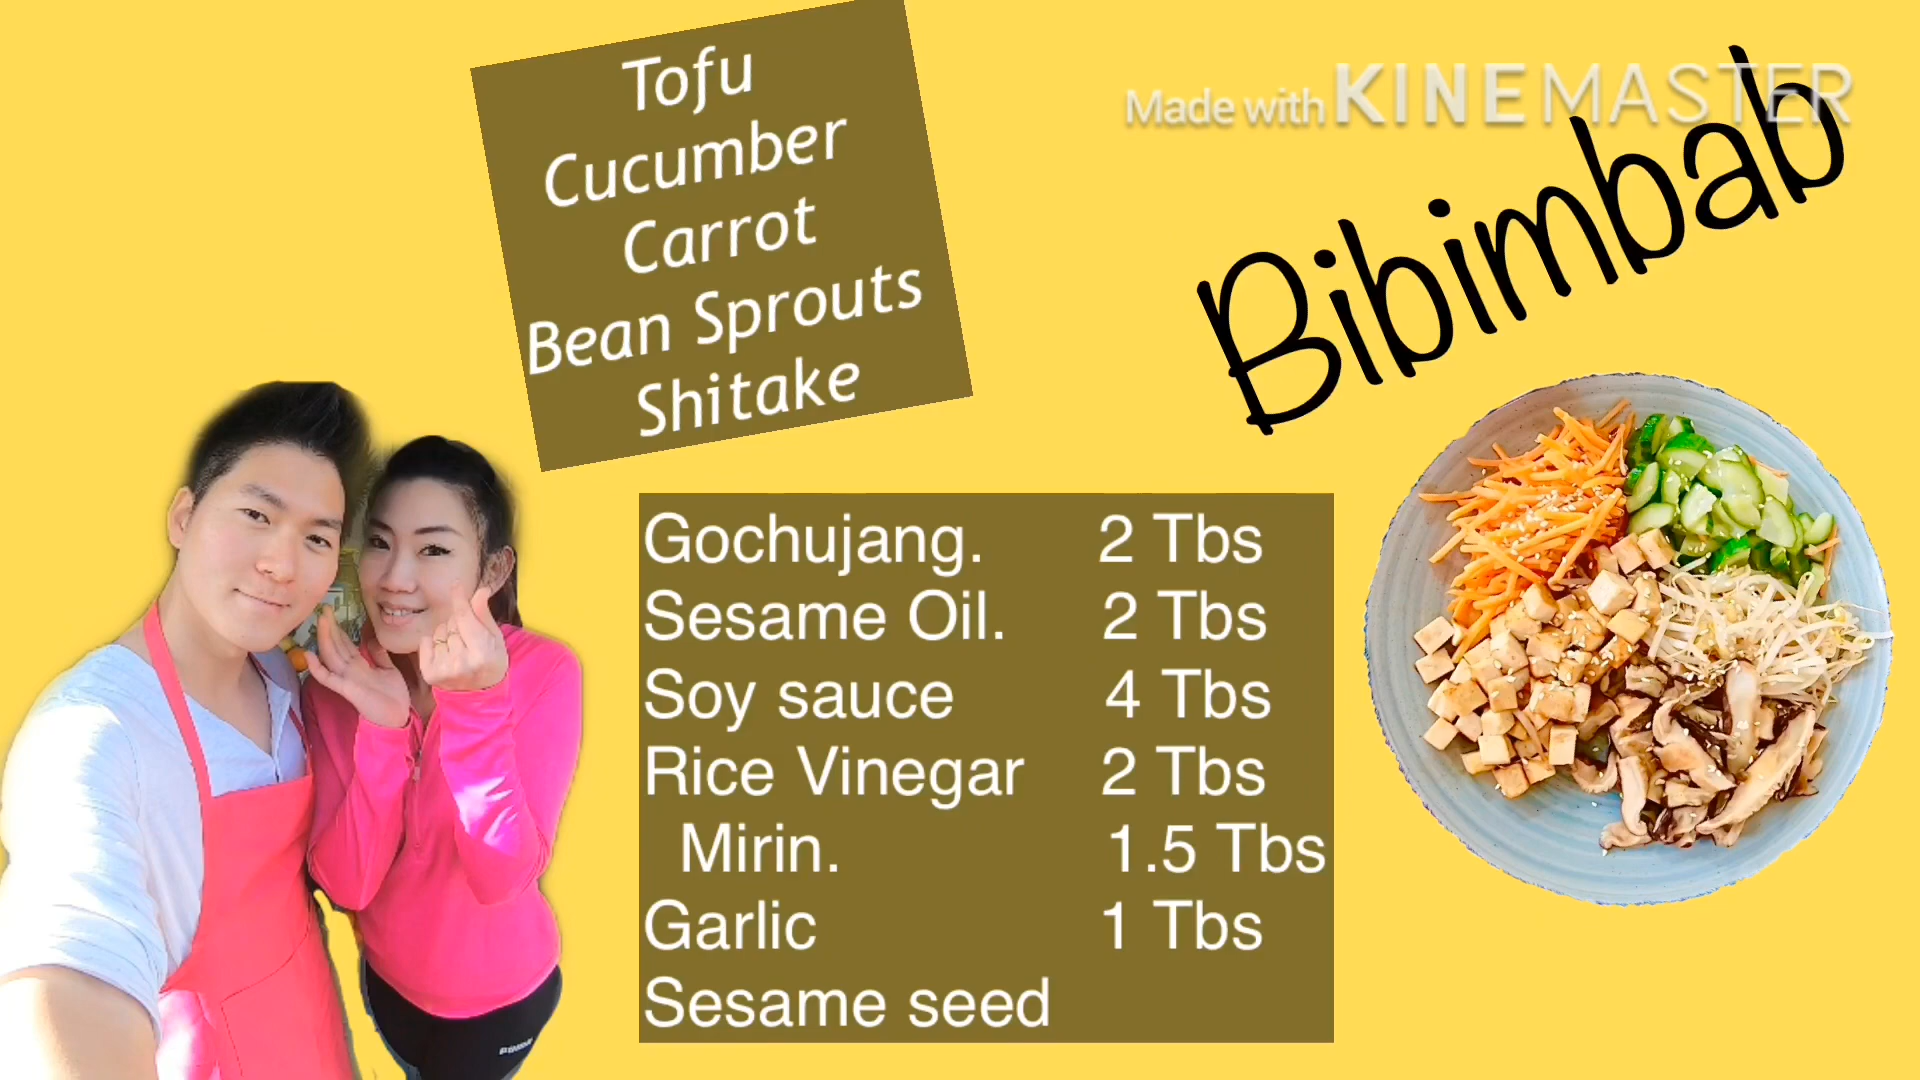 Tofu
Cucumber
Carrot
Bean Sprouts
Shitake
Made with KINEMASTER
Bibimbab
Gochujang. 2 Tbs
Sesame Oil. 2 Tbs
Soy sauce 4 Tbs
Rice Vinegar 2 Tbs
Mirin. 1.5 Tbs
Garlic 1 Tbs
Sesame seed